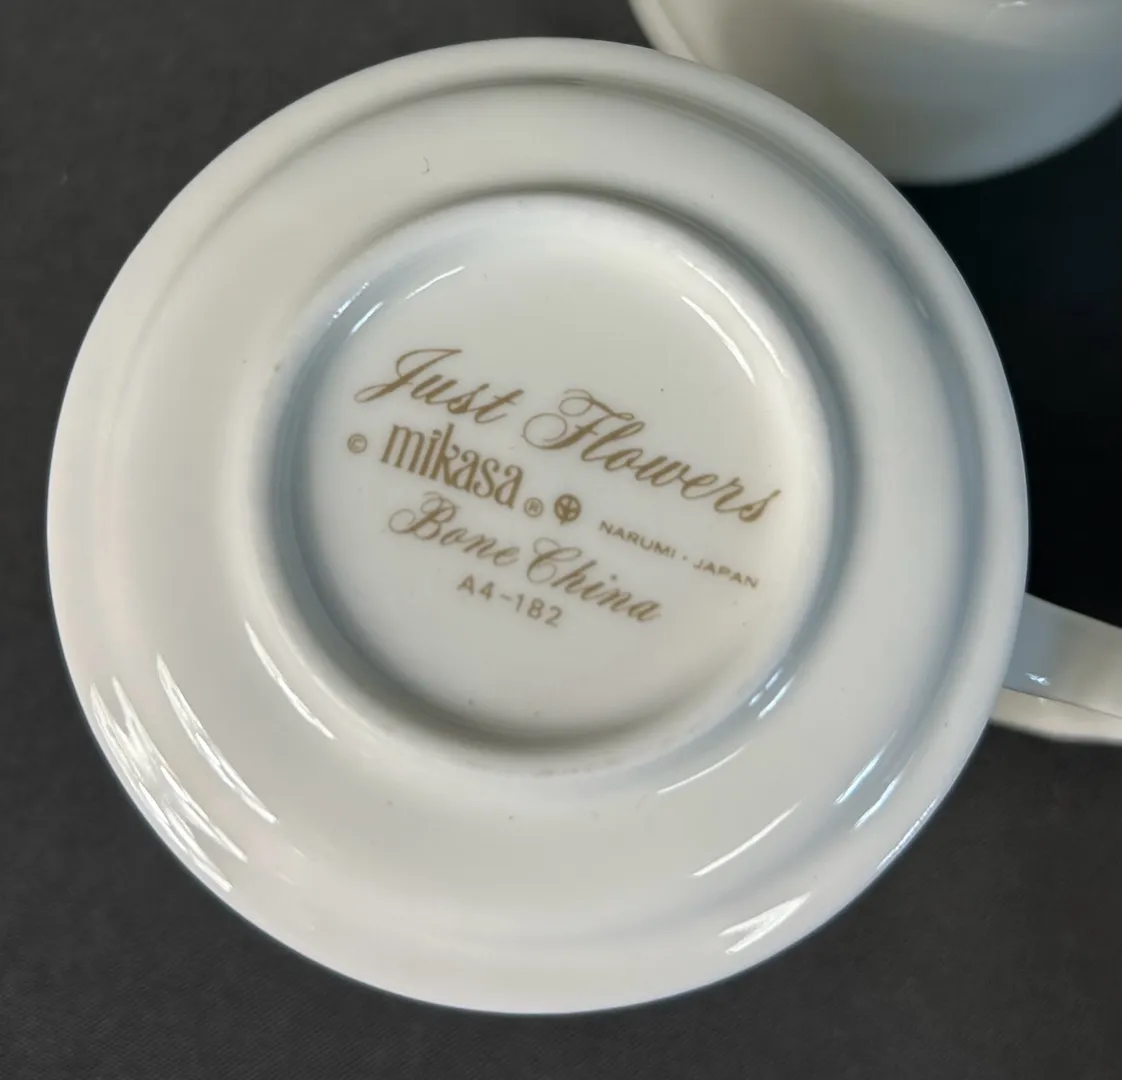 Just Flowers
© mikasa ® NARUMI · JAPAN
Bone China
A4-182